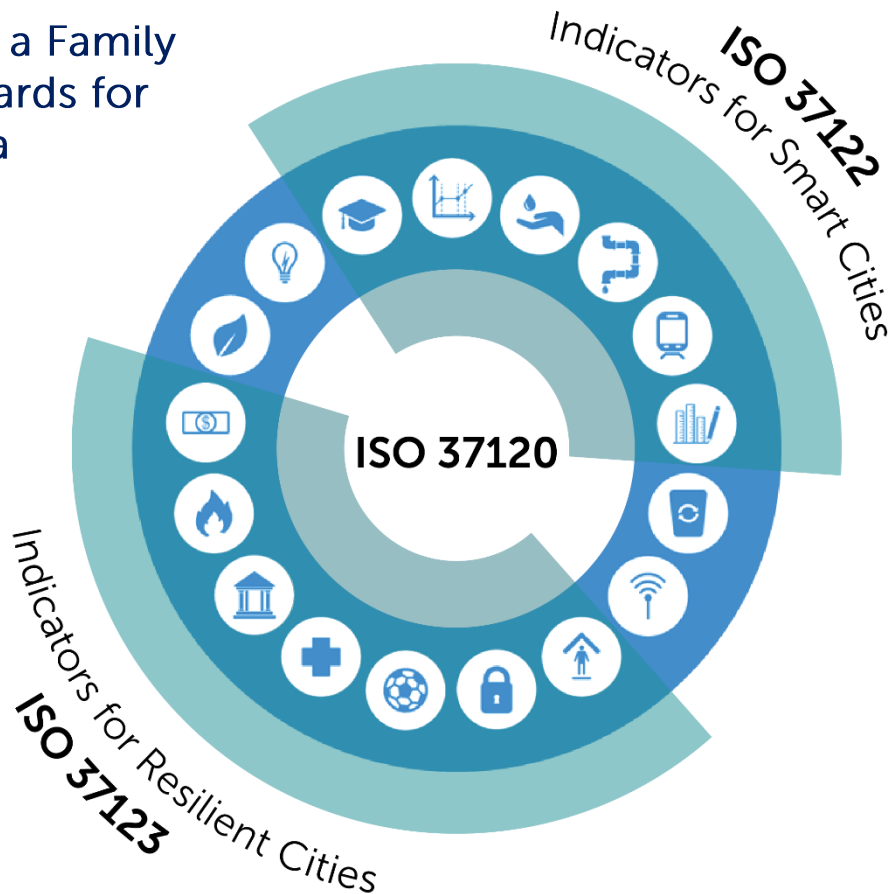 a Family
ards for
a
ISO 37122
Indicators for Smart Cities
ISO 37120
Indicators for Resilient Cities
ISO 37123